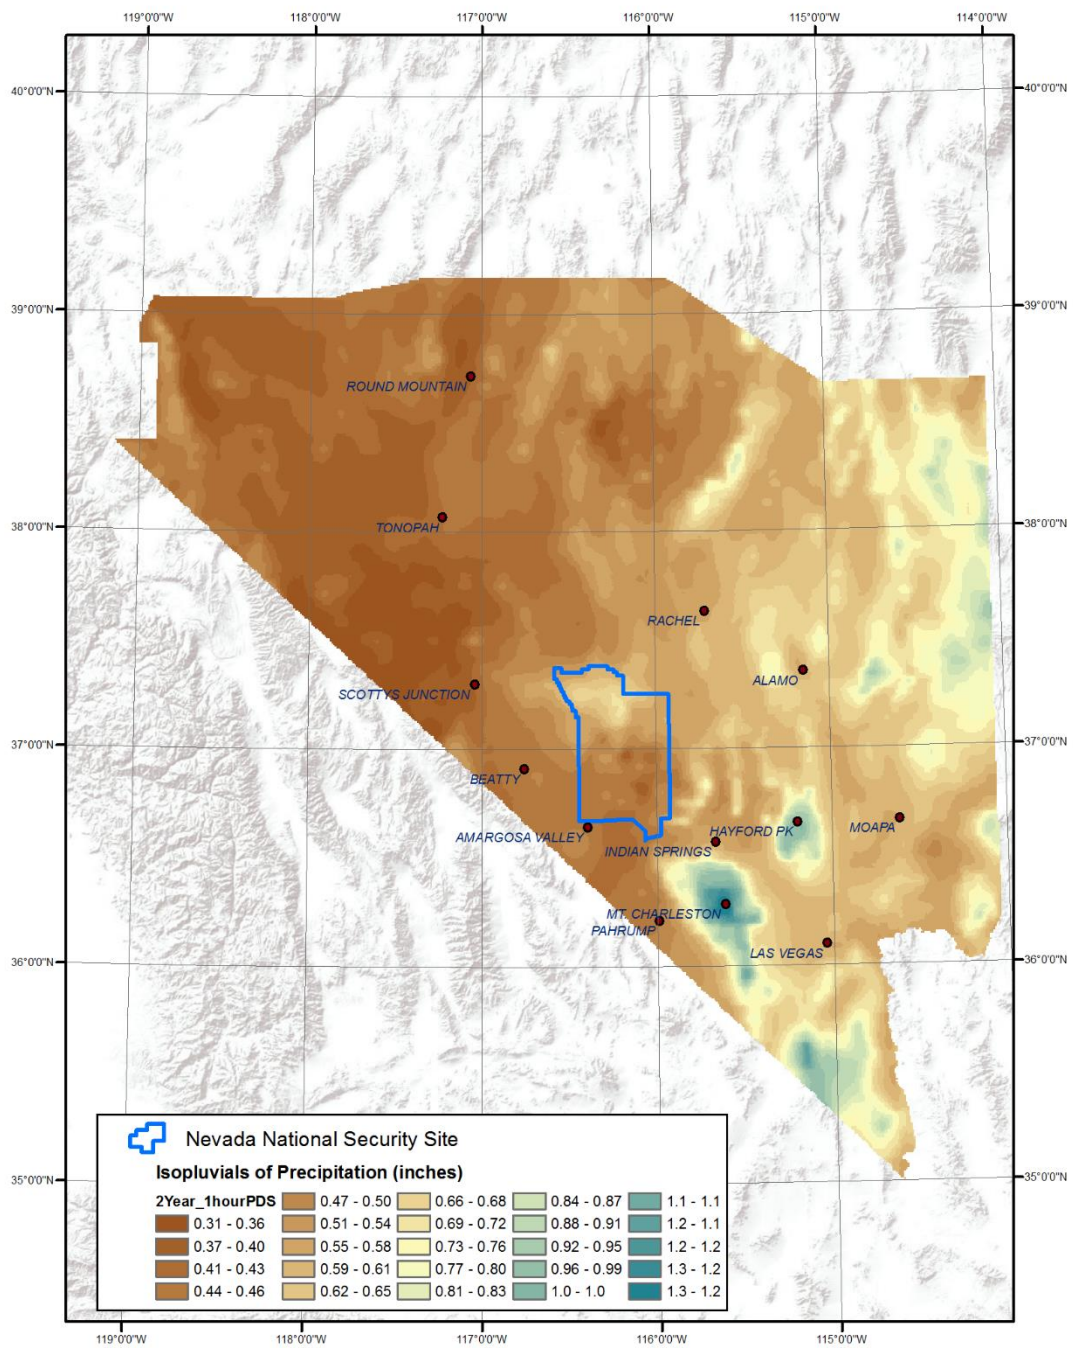 119°0'0"W 118°0'0"W 117°0'0"W 116°0'0"W 115°0'0"W 114°0'0"W
40°0'0"N 40°0'0"N
39°0'0"N 39°0'0"N
ROUND MOUNTAIN
38°0'0"N 38°0'0"N
TONOPAH
RACHEL
ALAMO
SCOTTYS JUNCTION
37°0'0"N 37°0'0"N
BEATTY
AMARGOSA VALLEY
HAYFORD PK
MOAPA
INDIAN SPRINGS
MT. CHARLESTON
PAHRUMP
LAS VEGAS
36°0'0"N 36°0'0"N
Nevada National Security Site
Isopluvials of Precipitation (inches)
35°0'0"N 35°0'0"N
2Year_1hourPDS 0.47 - 0.50 0.66 - 0.68 0.84 - 0.87 1.1 - 1.1
0.31 - 0.36 0.51 - 0.54 0.69 - 0.72 0.88 - 0.91 1.2 - 1.1
0.37 - 0.40 0.55 - 0.58 0.73 - 0.76 0.92 - 0.95 1.2 - 1.2
0.41 - 0.43 0.59 - 0.61 0.77 - 0.80 0.96 - 0.99 1.3 - 1.2
0.44 - 0.46 0.62 - 0.65 0.81 - 0.83 1.0 - 1.0 1.3 - 1.2
119°0'0"W 118°0'0"W 117°0'0"W 116°0'0"W 115°0'0"W